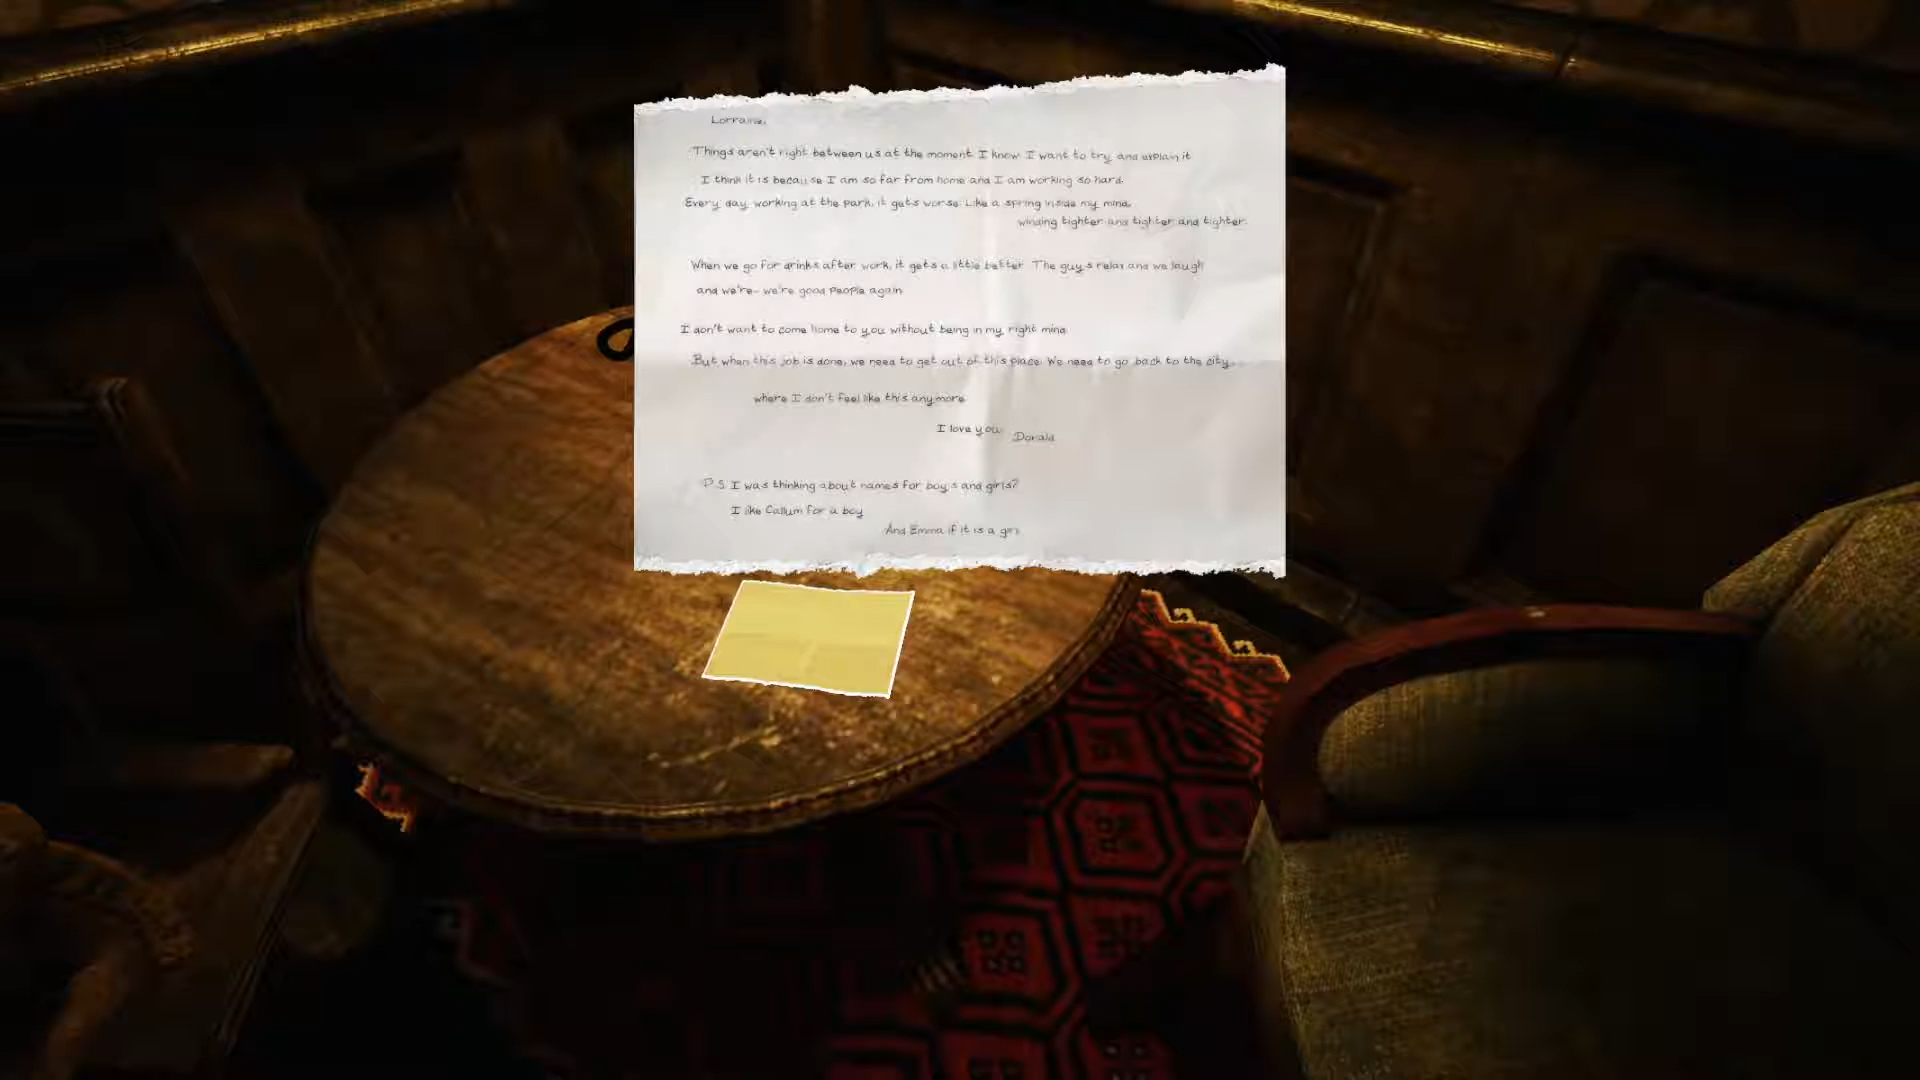 Lorraine,
Things aren't right between us at the moment. I know. I want to try and explain it
I think it is because I am so far from home and I am working so hard.
Every day working at the park, it gets worse. Like a spring inside my mind,
winding tighter and tighter and tighter.
When we go for drinks after work, it gets a little better. The guys relax and we laugh
and we're- we're good people again.
I don't want to come home to you without being in my right mind.
But when this job is done, we need to get out of this place. We need to go back to the city,
where I don't feel like this anymore.
I love you.
Donald
P.S. I was thinking about names for boys and girls?
I like Callum for a boy
And Emma if it is a girl